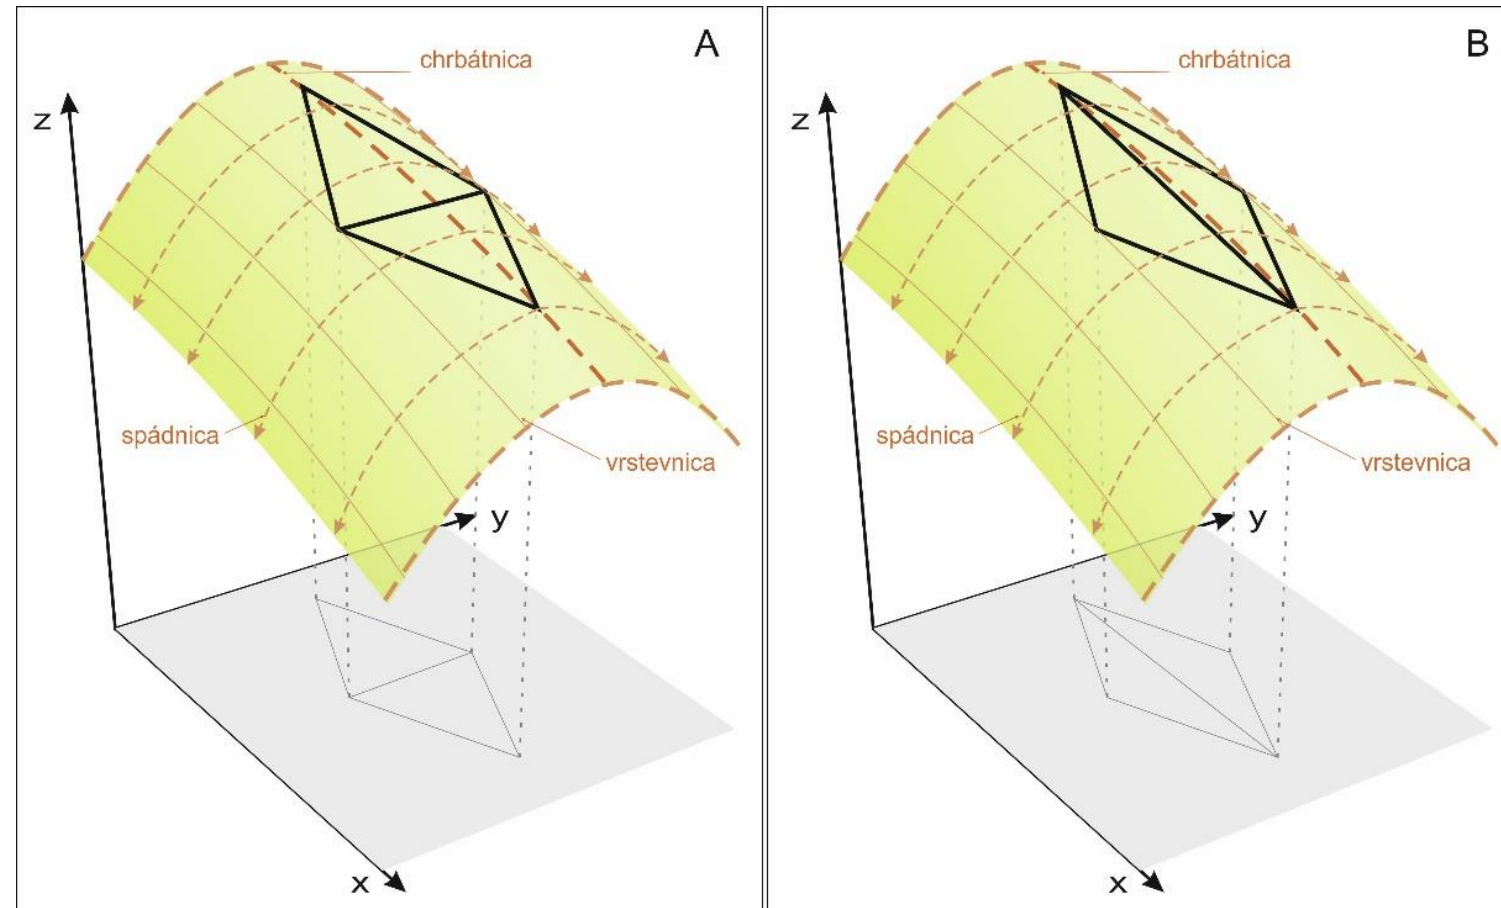 A
chrbátnica
z
spádnica
vrstevnica
y
x
B
chrbátnica
z
spádnica
vrstevnica
y
x